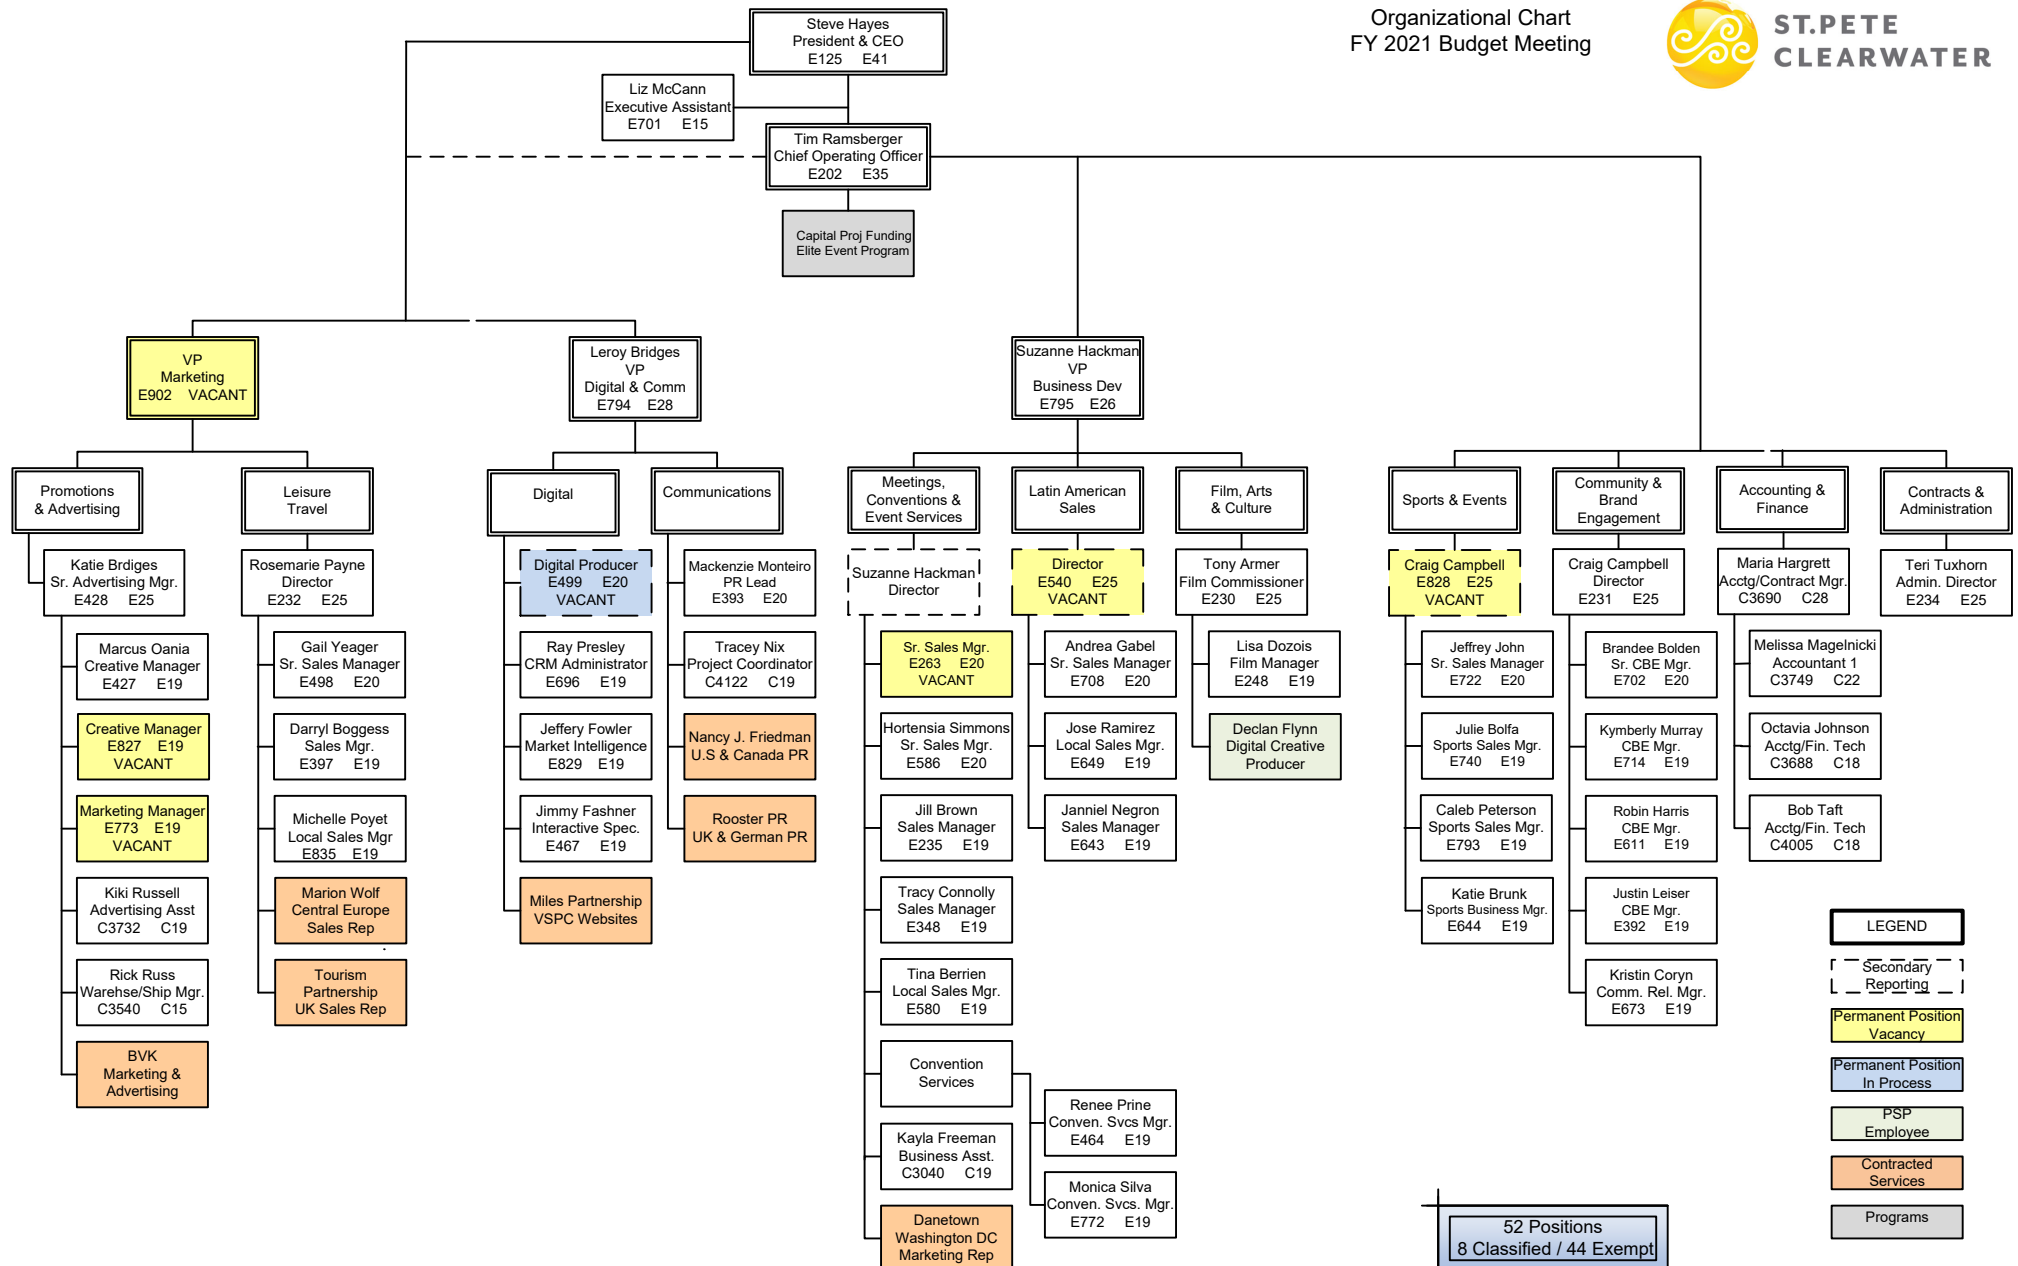 Organizational Chart
FY 2021 Budget Meeting
ST.PETE
CLEARWATER
Steve Hayes
President & CEO
E125 E41
Liz McCann
Executive Assistant
E701 E15
Tim Ramsberger
Chief Operating Officer
E202 E35
Capital Proj Funding
Elite Event Program
VP
Marketing
E902 VACANT
Leroy Bridges
VP
Digital & Comm
E794 E28
Suzanne Hackman
VP
Business Dev
E795 E26
Promotions
& Advertising
Leisure
Travel
Digital
Communications
Meetings,
Conventions &
Event Services
Latin American
Sales
Film, Arts
& Culture
Sports & Events
Community &
Brand
Engagement
Accounting &
Finance
Contracts &
Administration
Katie Brdiges
Sr. Advertising Mgr.
E428 E25
Marcus Oania
Creative Manager
E427 E19
Creative Manager
E827 E19
VACANT
Marketing Manager
E773 E19
VACANT
Kiki Russell
Advertising Asst
C3732 C19
Rick Russ
Warehse/Ship Mgr.
C3540 C15
BVK
Marketing &
Advertising
Rosemarie Payne
Director
E232 E25
Gail Yeager
Sr. Sales Manager
E498 E20
Darryl Boggess
Sales Mgr.
E397 E19
Michelle Poyet
Local Sales Mgr
E835 E19
Marion Wolf
Central Europe
Sales Rep
Tourism
Partnership
UK Sales Rep
Digital Producer
E499 E20
VACANT
Ray Presley
CRM Administrator
E696 E19
Jeffery Fowler
Market Intelligence
E829 E19
Jimmy Fashner
Interactive Spec.
E467 E19
Miles Partnership
VSPC Websites
Mackenzie Monteiro
PR Lead
E393 E20
Tracey Nix
Project Coordinator
C4122 C19
Nancy J. Friedman
U.S & Canada PR
Rooster PR
UK & German PR
Suzanne Hackman
Director
Sr. Sales Mgr.
E263 E20
VACANT
Hortensia Simmons
Sr. Sales Mgr.
E586 E20
Jill Brown
Sales Manager
E235 E19
Tracy Connolly
Sales Manager
E348 E19
Tina Berrien
Local Sales Mgr.
E580 E19
Convention
Services
Renee Prine
Conven. Svcs Mgr.
E464 E19
Kayla Freeman
Business Asst.
C3040 C19
Monica Silva
Conven. Svcs. Mgr.
E772 E19
Danetown
Washington DC
Marketing Rep
Director
E540 E25
VACANT
Andrea Gabel
Sr. Sales Manager
E708 E20
Jose Ramirez
Local Sales Mgr.
E649 E19
Janniel Negron
Sales Manager
E643 E19
Tony Armer
Film Commissioner
E230 E25
Lisa Dozois
Film Manager
E248 E19
Declan Flynn
Digital Creative
Producer
Craig Campbell
E828 E25
VACANT
Jeffrey John
Sr. Sales Manager
E722 E20
Julie Bolfa
Sports Sales Mgr.
E740 E19
Caleb Peterson
Sports Sales Mgr.
E793 E19
Katie Brunk
Sports Business Mgr.
E644 E19
Craig Campbell
Director
E231 E25
Brandee Bolden
Sr. CBE Mgr.
E702 E20
Kymberly Murray
CBE Mgr.
E714 E19
Robin Harris
CBE Mgr.
E611 E19
Justin Leiser
CBE Mgr.
E392 E19
Kristin Coryn
Comm. Rel. Mgr.
E673 E19
Maria Hargrett
Acctg/Contract Mgr.
C3690 C28
Melissa Magelnicki
Accountant 1
C3749 C22
Octavia Johnson
Acctg/Fin. Tech
C3688 C18
Bob Taft
Acctg/Fin. Tech
C4005 C18
Teri Tuxhorn
Admin. Director
E234 E25
LEGEND
Secondary
Reporting
Permanent Position
Vacancy
Permanent Position
In Process
PSP
Employee
Contracted
Services
Programs
52 Positions
8 Classified / 44 Exempt